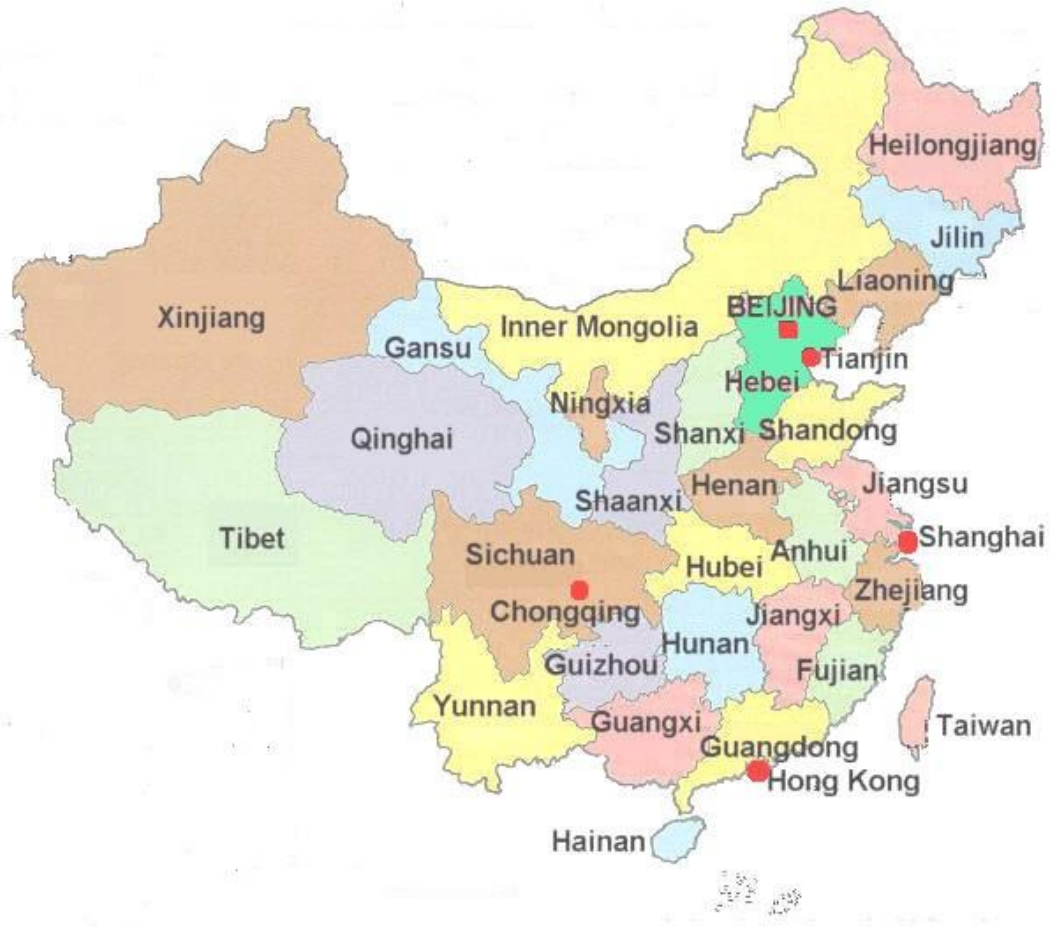 Heilongjiang
Jilin
Liaoning
BEIJING
Xinjiang
Inner Mongolia
Gansu
Tianjin
Hebei
Ningxia
Qinghai
Shanxi
Shandong
Henan
Jiangsu
Shaanxi
Tibet
Shanghai
Sichuan
Anhui
Hubei
Zhejiang
Chongqing
Jiangxi
Hunan
Guizhou
Fujian
Yunnan
Guangxi
Taiwan
Guangdong
Hong Kong
Hainan